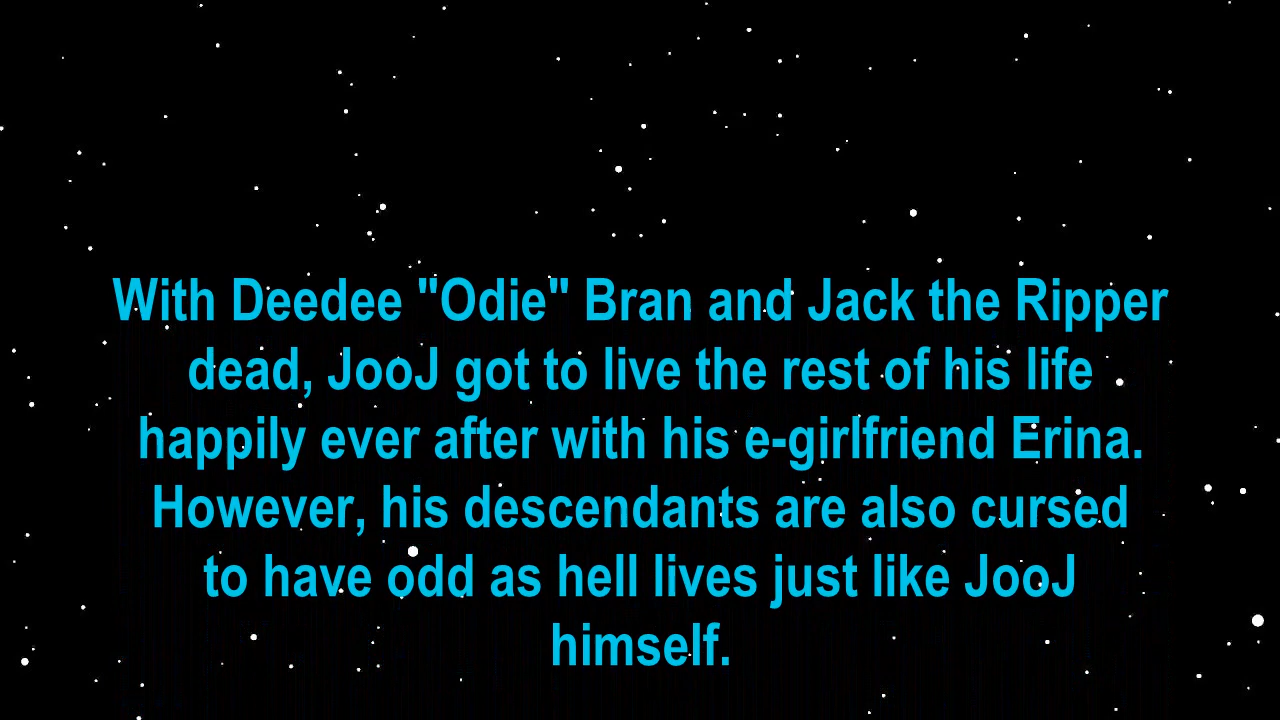 With Deedee "Odie" Bran and Jack the Ripper
dead, JooJ got to live the rest of his life
happily ever after with his e-girlfriend Erina.
However, his descendants are also cursed
to have odd as hell lives just like JooJ
himself.